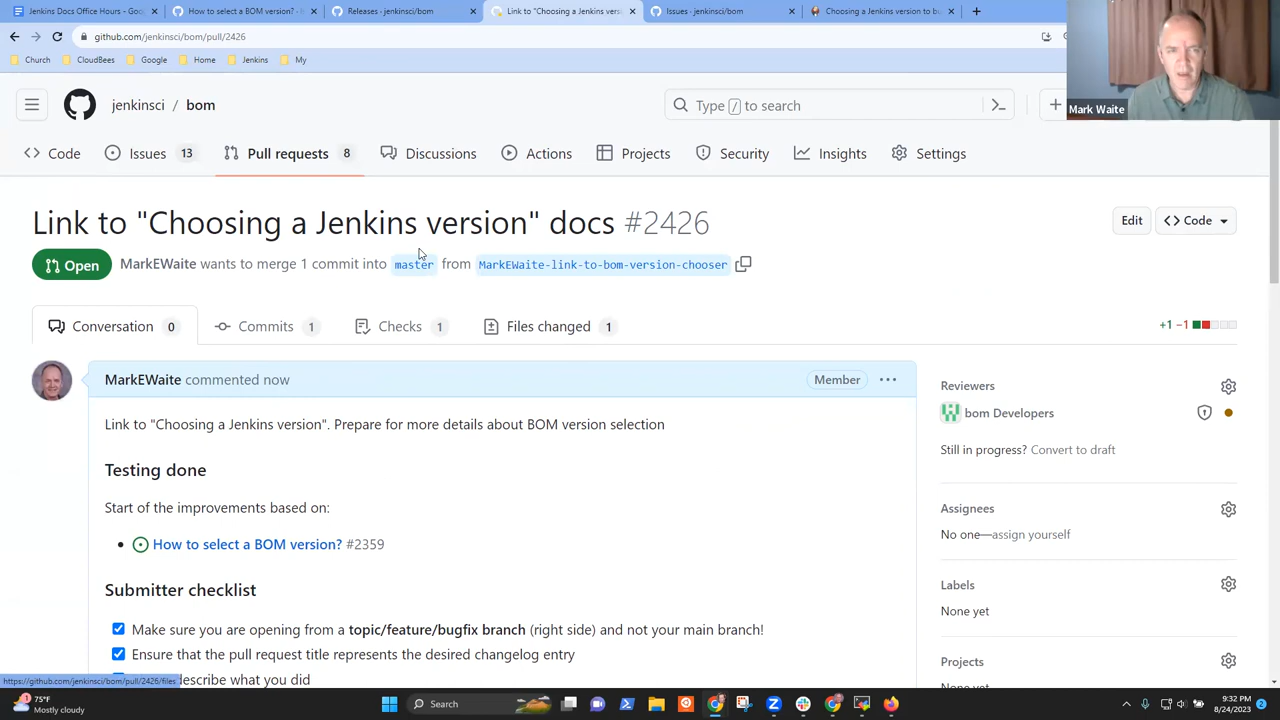 Jenkins Docs Office Hours - Goo
How to select a BOM version? ·
Releases · jenkinsci/bom
Link to "Choosing a Jenkins vers
Issues · jenkinsci/bom
Choosing a Jenkins version to bu
github.com/jenkinsci/bom/pull/2426
Church
CloudBees
Google
Home
Jenkins
My
Mark Waite
jenkinsci / bom
Type / to search
Code
Issues 13
Pull requests 8
Discussions
Actions
Projects
Security
Insights
Settings
Link to "Choosing a Jenkins version" docs #2426
Edit
Code
Open
MarkEWaite wants to merge 1 commit into master from MarkEWaite-link-to-bom-version-chooser
Conversation 0
Commits 1
Checks 1
Files changed 1
+1 −1
MarkEWaite commented now
Member
Link to "Choosing a Jenkins version". Prepare for more details about BOM version selection
Testing done
Start of the improvements based on:
How to select a BOM version? #2359
Submitter checklist
Make sure you are opening from a topic/feature/bugfix branch (right side) and not your main branch!
Ensure that the pull request title represents the desired changelog entry
describe what you did
Reviewers
bom Developers
Still in progress? Convert to draft
Assignees
No one—assign yourself
Labels
None yet
Projects
None yet
https://github.com/jenkinsci/bom/pull/2426/files
75°F
Mostly cloudy
Search
9:32 PM
8/24/2023
2